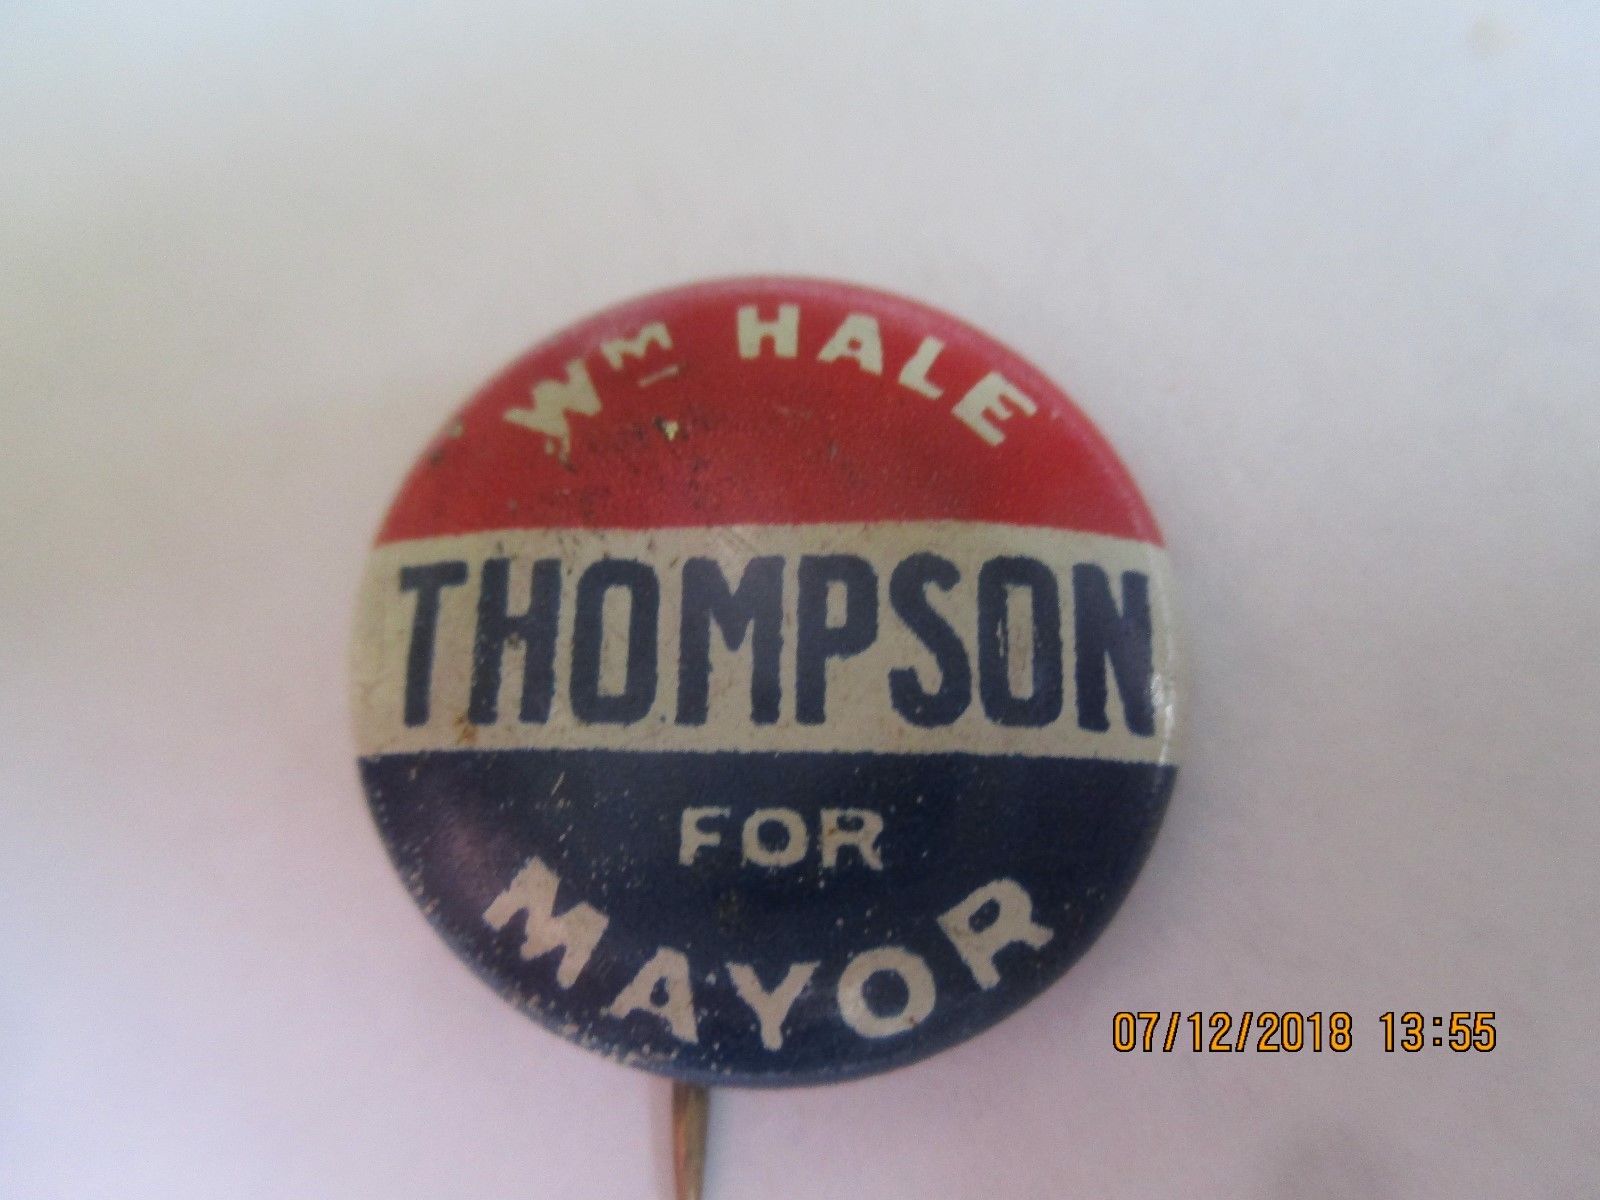 Wm HALE
THOMPSON
FOR
MAYOR
07/12/2018 13:55